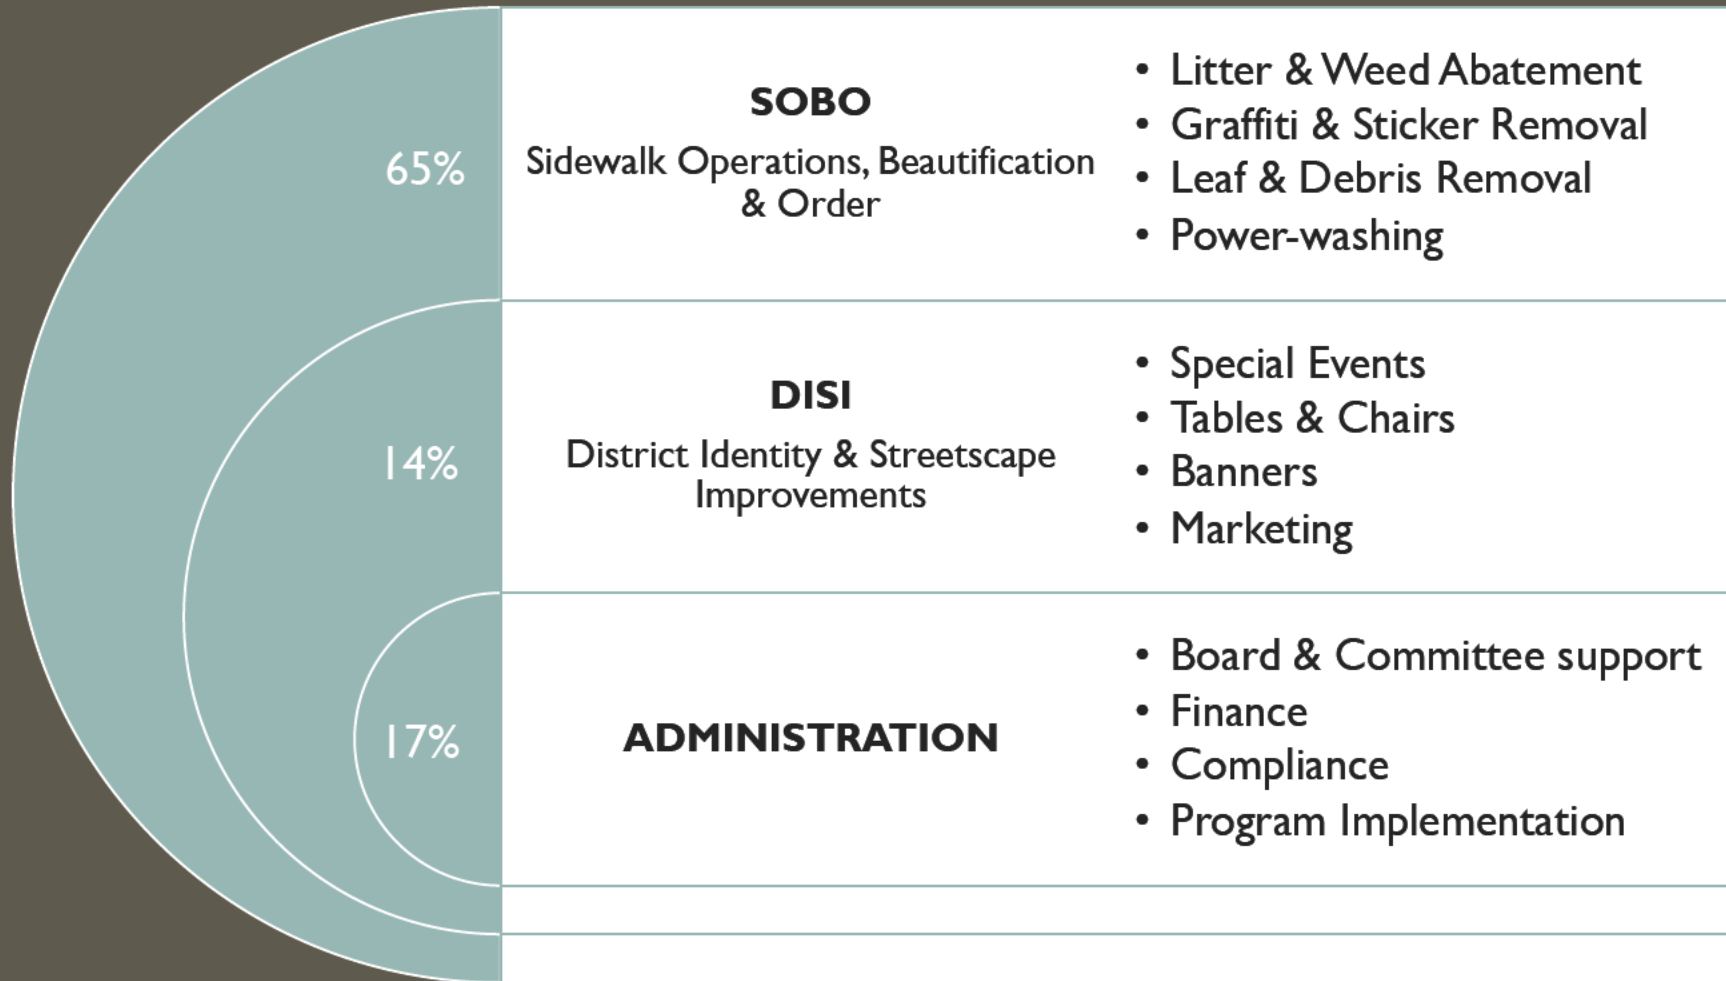 65%
SOBO
Sidewalk Operations, Beautification
& Order
• Litter & Weed Abatement
• Graffiti & Sticker Removal
• Leaf & Debris Removal
• Power-washing
14%
DISI
District Identity & Streetscape
Improvements
• Special Events
• Tables & Chairs
• Banners
• Marketing
17%
ADMINISTRATION
• Board & Committee support
• Finance
• Compliance
• Program Implementation